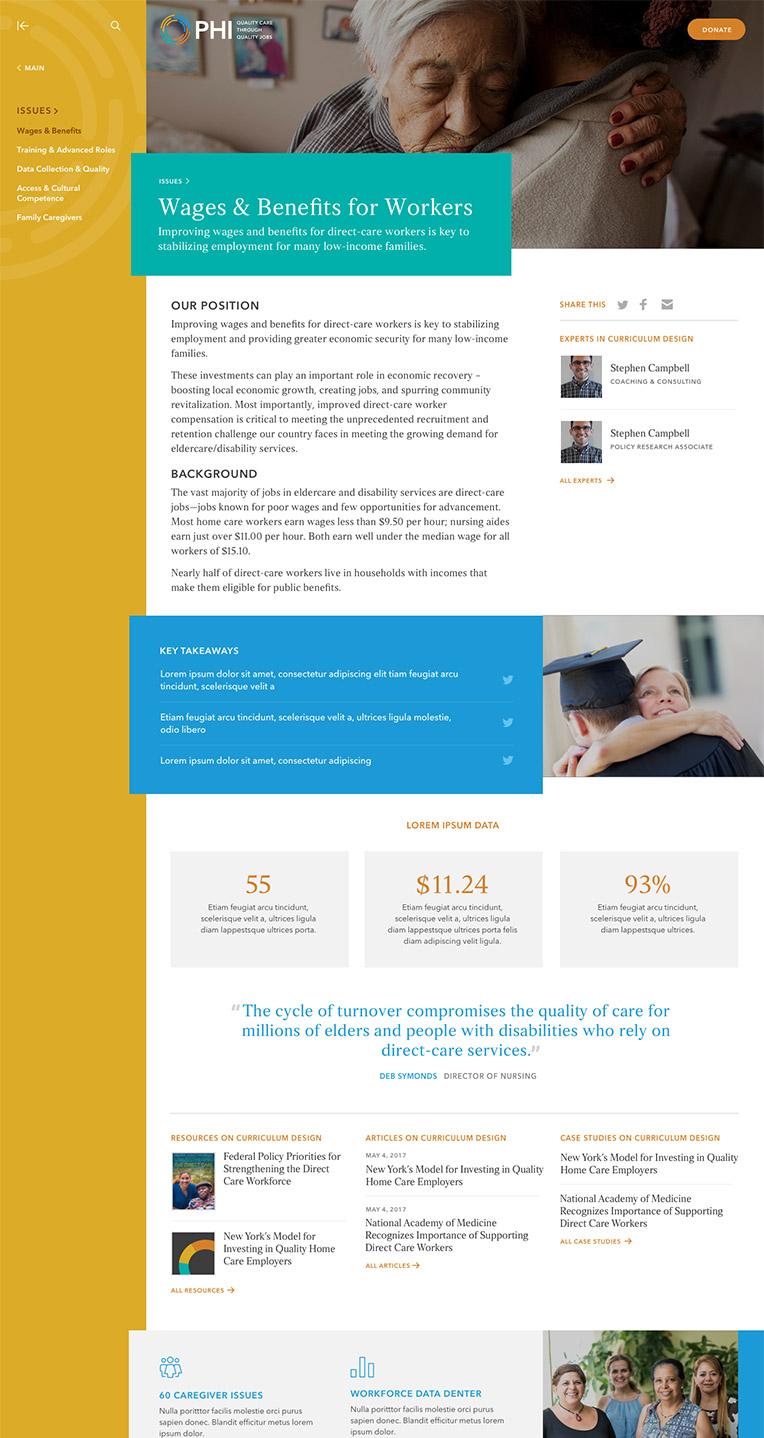 PHI
QUALITY CARE
THROUGH
QUALITY JOBS
DONATE
MAIN
ISSUES
Wages & Benefits
Training & Advanced Roles
Data Collection & Quality
Access & Cultural
Competence
Family Caregivers
ISSUES
Wages & Benefits for Workers
Improving wages and benefits for direct-care workers is key to
stabilizing employment for many low-income families.
OUR POSITION
Improving wages and benefits for direct-care workers is key to stabilizing
employment and providing greater economic security for many low-income
families.
These investments can play an important role in economic recovery –
boosting local economic growth, creating jobs, and spurring community
revitalization. Most importantly, improved direct-care worker
compensation is critical to meeting the unprecedented recruitment and
retention challenge our country faces in meeting the growing demand for
eldercare/disability services.
BACKGROUND
The vast majority of jobs in eldercare and disability services are direct-care
jobs—jobs known for poor wages and few opportunities for advancement.
Most home care workers earn wages less than $9.50 per hour; nursing aides
earn just over $11.00 per hour. Both earn well under the median wage for all
workers of $15.10.
Nearly half of direct-care workers live in households with incomes that
make them eligible for public benefits.
SHARE THIS
EXPERTS IN CURRICULUM DESIGN
Stephen Campbell
COACHING & CONSULTING
Stephen Campbell
POLICY RESEARCH ASSOCIATE
ALL EXPERTS
KEY TAKEAWAYS
Lorem ipsum dolor sit amet, consectetur adipiscing elit tiam feugiat arcu
tincidunt, scelerisque velit a
Etiam feugiat arcu tincidunt, scelerisque velit a, ultrices ligula molestie,
odio libero
Lorem ipsum dolor sit amet, consectetur adipiscing
LOREM IPSUM DATA
55
Etiam feugiat arcu tincidunt,
scelerisque velit a, ultrices ligula
diam lappestsque ultrices porta.
$11.24
Etiam feugiat arcu tincidunt,
scelerisque velit a, ultrices ligula
diam lappestsque ultrices porta felis
diam adipiscing velit ligula.
93%
Etiam feugiat arcu tincidunt,
scelerisque velit a, ultrices ligula
diam lappestsque ultrices.
“The cycle of turnover compromises the quality of care for
millions of elders and people with disabilities who rely on
direct-care services.”
DEB SYMONDS DIRECTOR OF NURSING
RESOURCES ON CURRICULUM DESIGN
Federal Policy Priorities for
Strengthening the Direct
Care Workforce
New York’s Model for
Investing in Quality Home
Care Employers
ALL RESOURCES
ARTICLES ON CURRICULUM DESIGN
MAY 4, 2017
New York’s Model for Investing in Quality
Home Care Employers
MAY 4, 2017
National Academy of Medicine
Recognizes Importance of Supporting
Direct Care Workers
ALL ARTICLES
CASE STUDIES ON CURRICULUM DESIGN
New York’s Model for Investing in Quality
Home Care Employers
National Academy of Medicine
Recognizes Importance of Supporting
Direct Care Workers
ALL CASE STUDIES
60 CAREGIVER ISSUES
Nulla poritttor facilisis molestie orci purus
sapien donec. Blandit efficitur metus lorem
ipsum dolor.
WORKFORCE DATA DENTER
Nulla porttitor facilisis molestie orci purus
sapien donec. Blandit efficitur metus lorem
ipsum dolor.